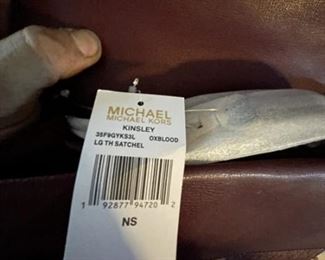 MICHAEL
MICHAEL KORS
KINSLEY
35F9GYKS3L OXBLOOD
LG TH SATCHEL
1 92877 94720 2
NS